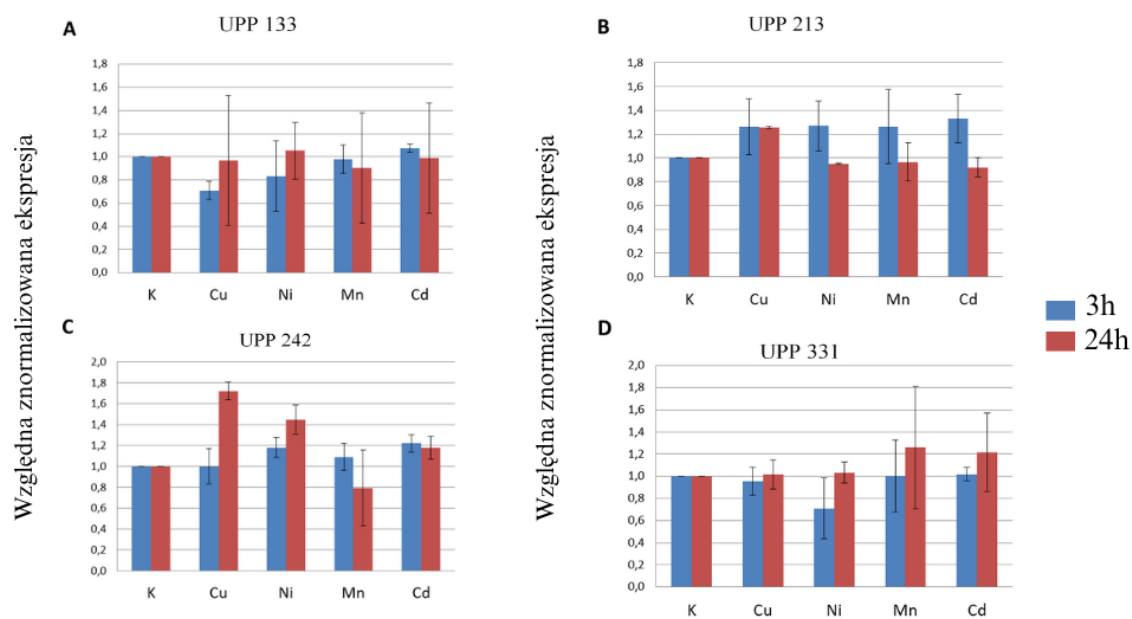 A
UPP 133
1,8
1,6
1,4
1,2
1,0
0,8
0,6
0,4
0,2
0,0
K Cu Ni Mn Cd
B
UPP 213
1,8
1,6
1,4
1,2
1,0
0,8
0,6
0,4
0,2
0,0
K Cu Ni Mn Cd
C
UPP 242
2,0
1,8
1,6
1,4
1,2
1,0
0,8
0,6
0,4
0,2
0,0
K Cu Ni Mn Cd
D
UPP 331
2,0
1,8
1,6
1,4
1,2
1,0
0,8
0,6
0,4
0,2
0,0
K Cu Ni Mn Cd
Względna znormalizowana ekspresja
Względna znormalizowana ekspresja
3h
24h